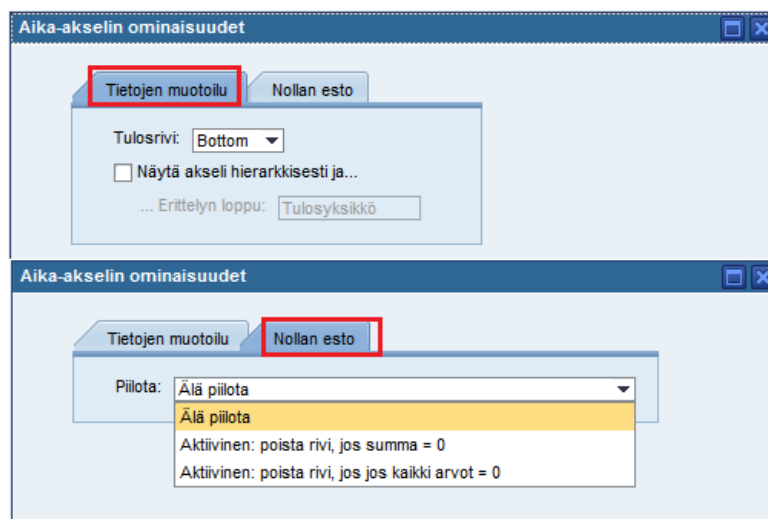 Aika-akselin ominaisuudet
Tietojen muotoilu Nollan esto
Tulosrivi: Bottom
Näytä akseli hierarkkisesti ja...
... Erittelyn loppu: Tulosyksikkö
Aika-akselin ominaisuudet
Tietojen muotoilu Nollan esto
Piilota: Älä piilota
Älä piilota
Aktiivinen: poista rivi, jos summa = 0
Aktiivinen: poista rivi, jos jos kaikki arvot = 0